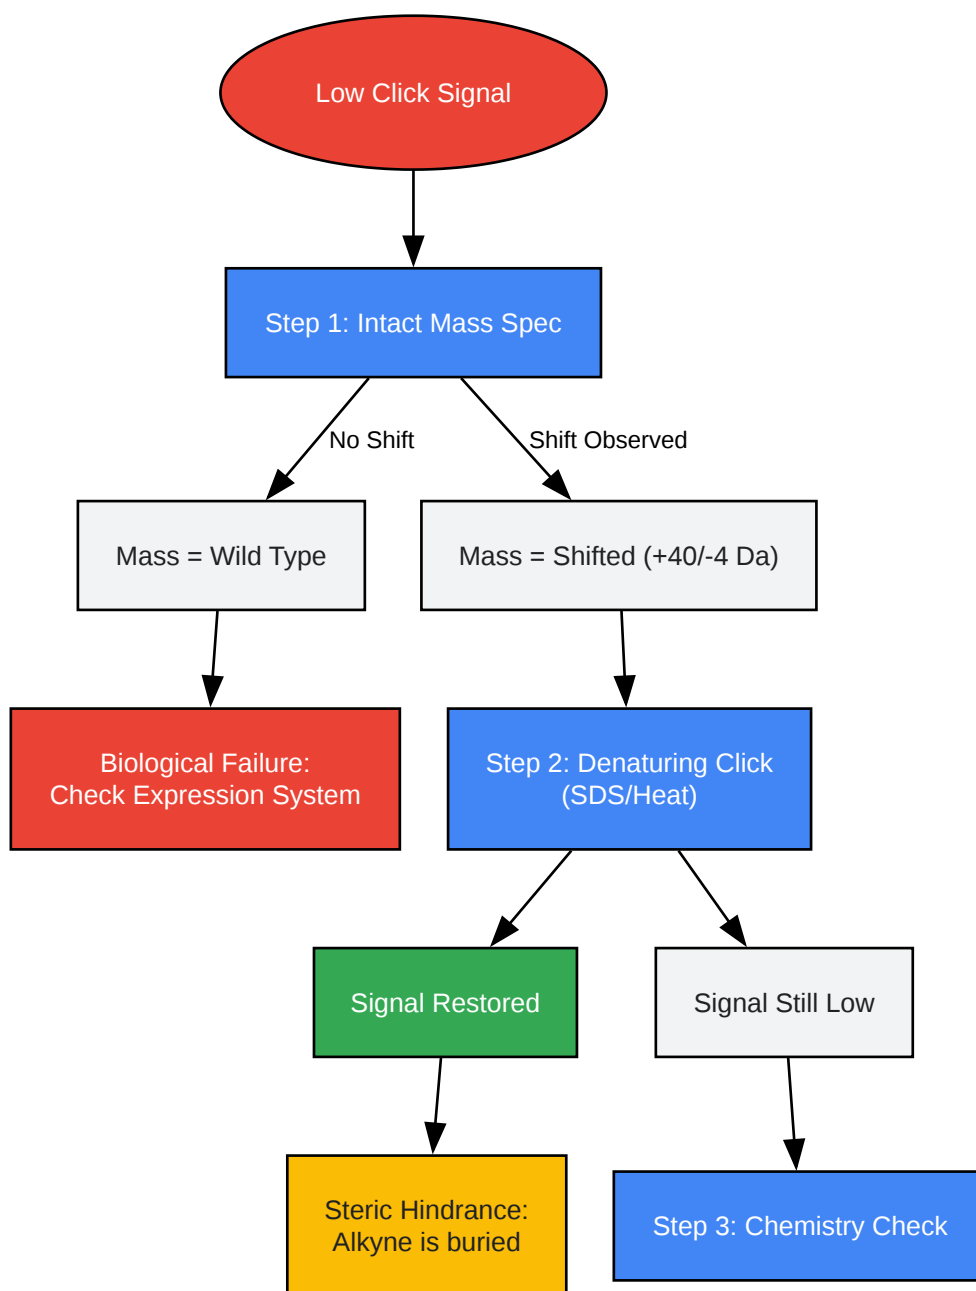 Low Click Signal
Step 1: Intact Mass Spec
No Shift
Shift Observed
Mass = Wild Type
Mass = Shifted (+40/-4 Da)
Biological Failure:
Check Expression System
Step 2: Denaturing Click
(SDS/Heat)
Signal Restored
Signal Still Low
Steric Hindrance:
Alkyne is buried
Step 3: Chemistry Check